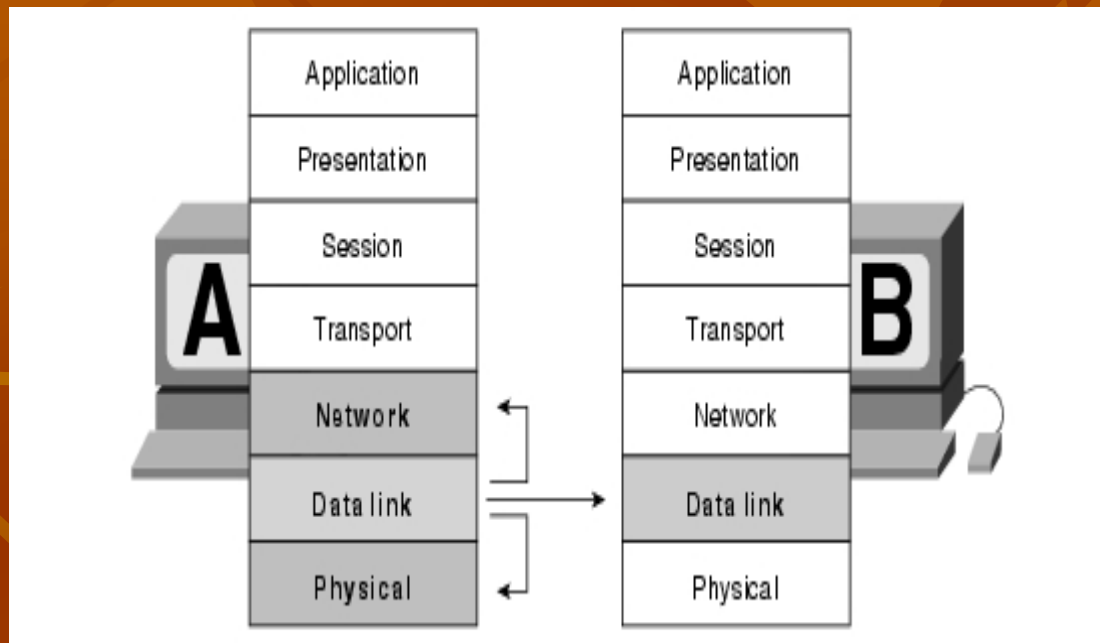 Application
Presentation
Session
Transport
Network
Data link
Physical
A
Application
Presentation
Session
Transport
Network
Data link
Physical
B